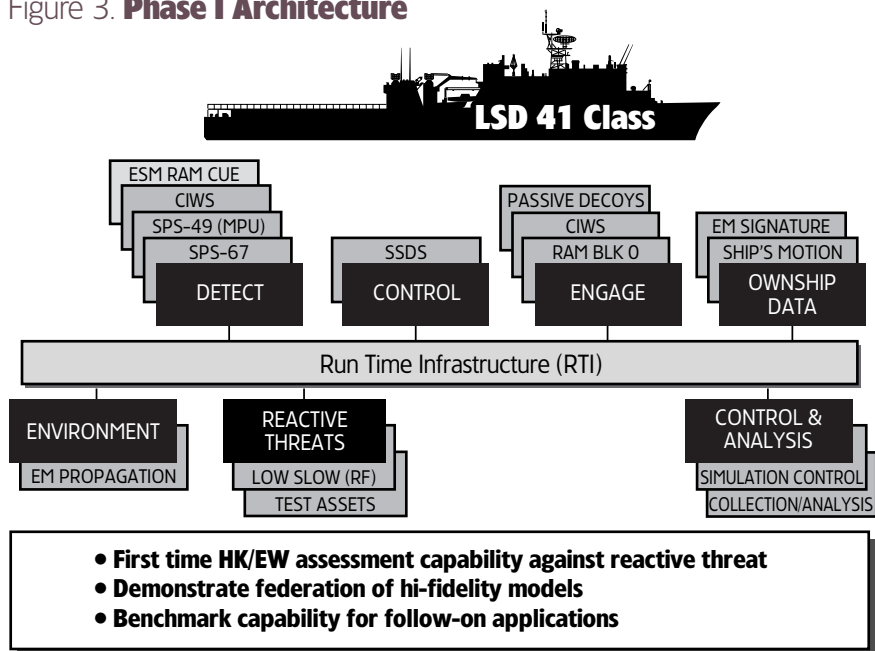 Figure 3. Phase I Architecture
LSD 41 Class
ESM RAM CUE
CIWS
SPS-49 (MPU)
SPS-67
DETECT
SSDS
CONTROL
PASSIVE DECOYS
CIWS
RAM BLK 0
ENGAGE
EM SIGNATURE
SHIP'S MOTION
OWNSHIP
DATA
Run Time Infrastructure (RTI)
ENVIRONMENT
EM PROPAGATION
REACTIVE
THREATS
LOW SLOW (RF)
TEST ASSETS
CONTROL &
ANALYSIS
SIMULATION CONTROL
COLLECTION/ANALYSIS
• First time HK/EW assessment capability against reactive threat
• Demonstrate federation of hi-fidelity models
• Benchmark capability for follow-on applications